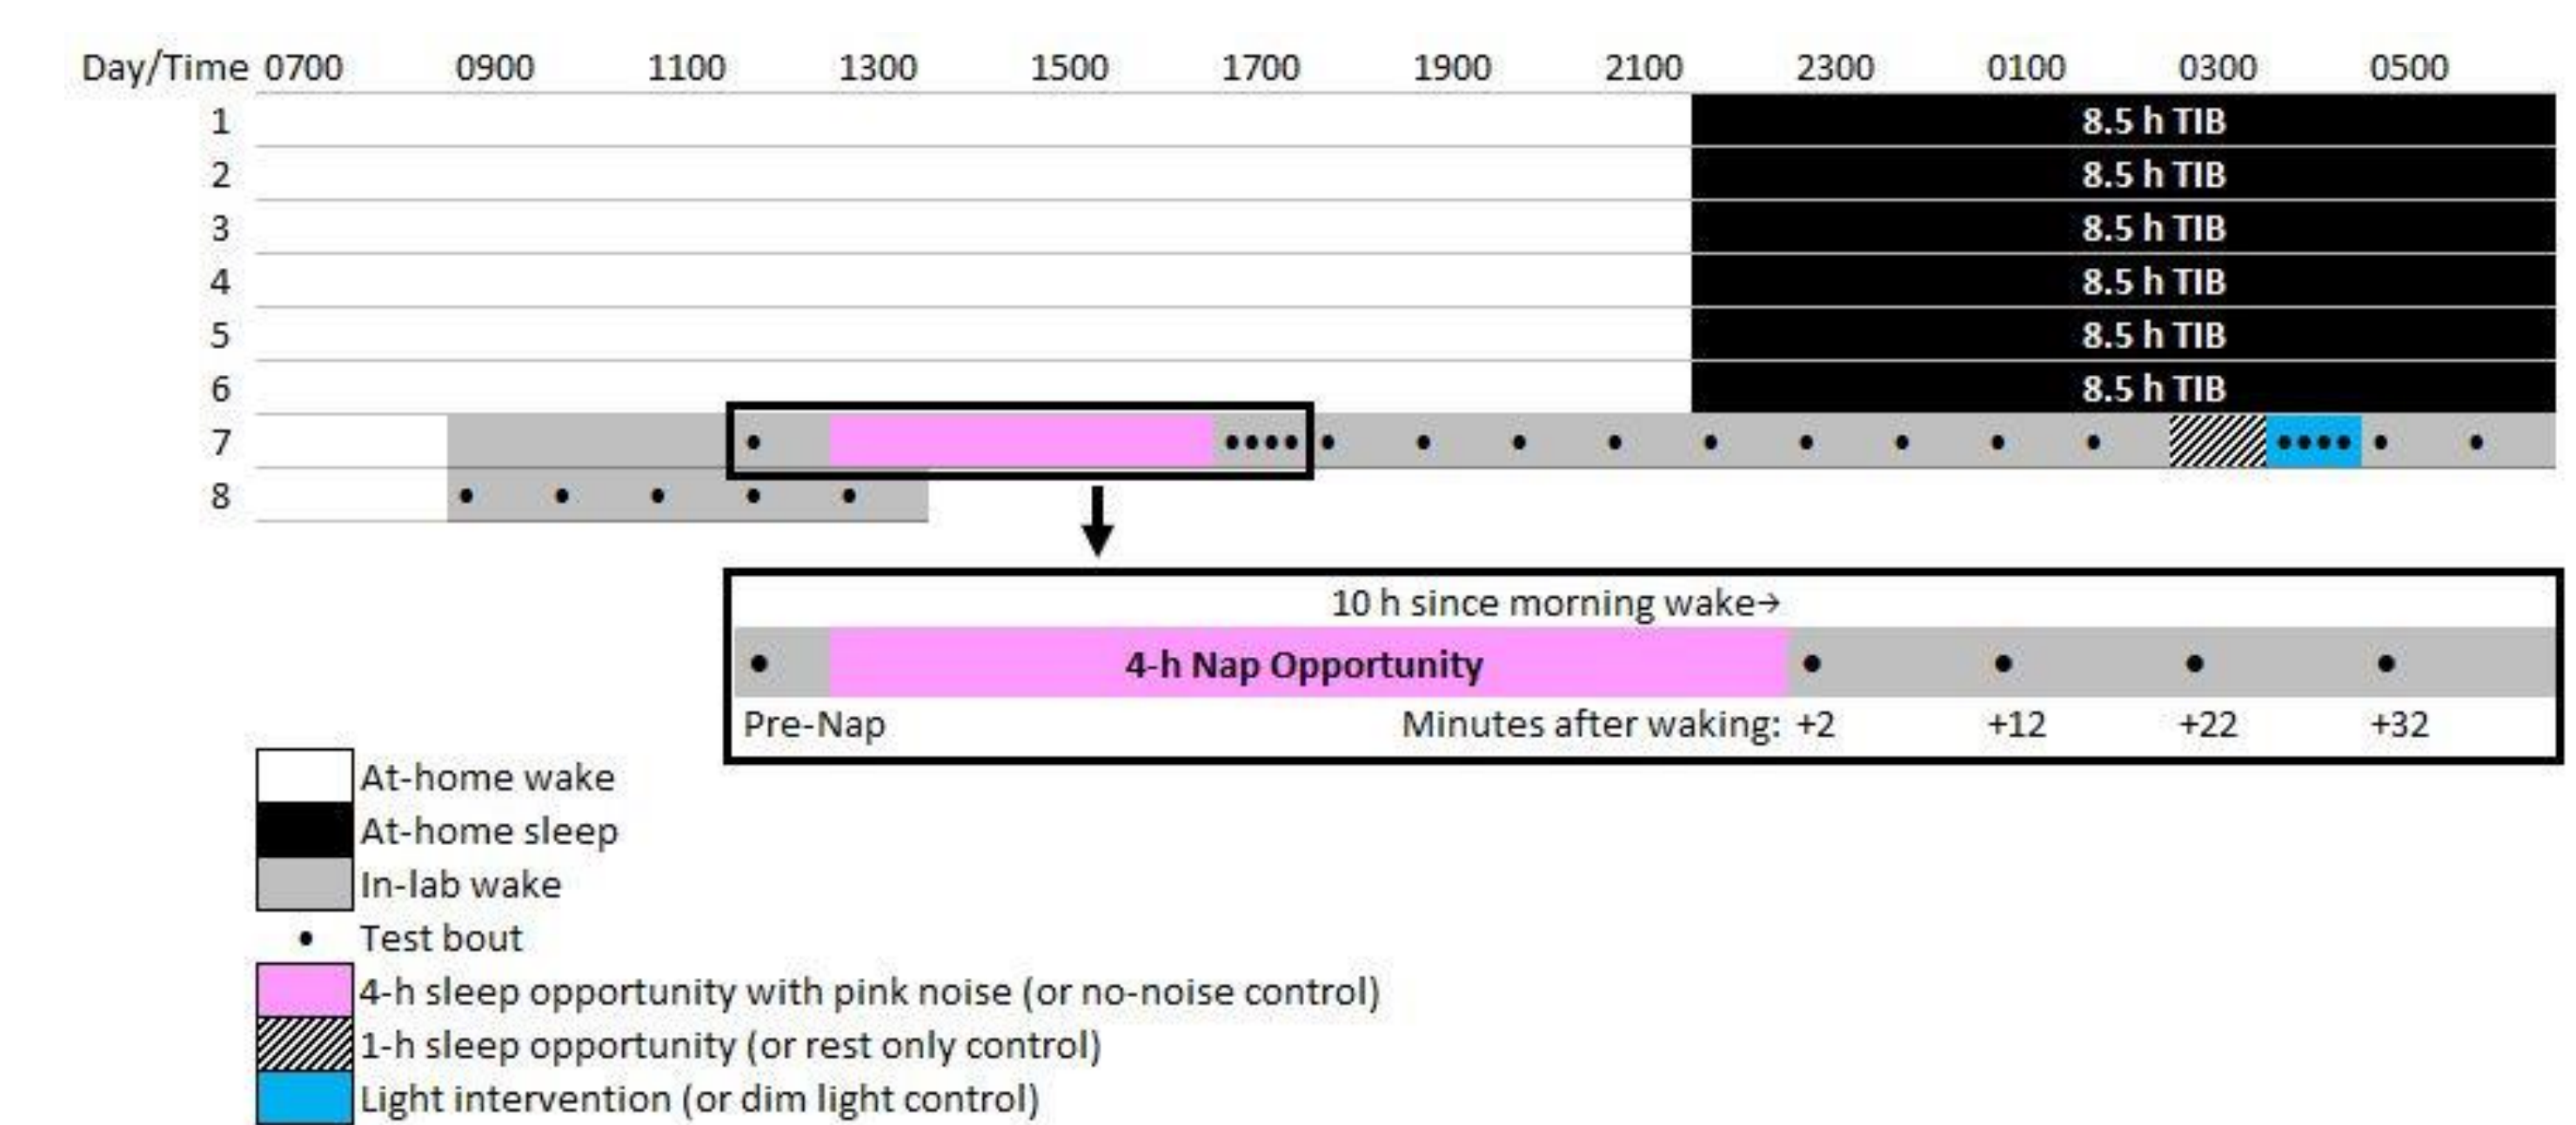 Day/Time 0700 0900 1100 1300 1500 1700 1900 2100 2300 0100 0300 0500
1 8.5 h TIB
2 8.5 h TIB
3 8.5 h TIB
4 8.5 h TIB
5 8.5 h TIB
6 8.5 h TIB
7
8
10 h since morning wake→
4-h Nap Opportunity
Pre-Nap Minutes after waking: +2 +12 +22 +32
At-home wake
At-home sleep
In-lab wake
Test bout
4-h sleep opportunity with pink noise (or no-noise control)
1-h sleep opportunity (or rest only control)
Light intervention (or dim light control)